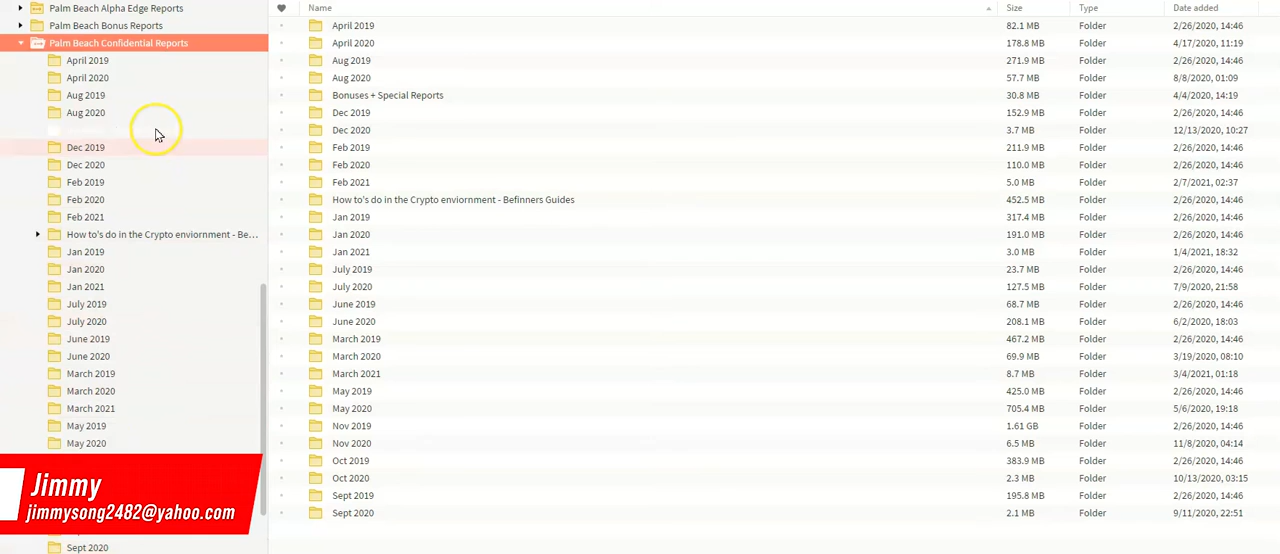 Palm Beach Alpha Edge Reports
Palm Beach Bonus Reports
Palm Beach Confidential Reports
April 2019
April 2020
Aug 2019
Aug 2020
Dec 2019
Dec 2020
Feb 2019
Feb 2020
Feb 2021
How to's do in the Crypto enviornment - Be...
Jan 2019
Jan 2020
Jan 2021
July 2019
July 2020
June 2019
June 2020
March 2019
March 2020
March 2021
May 2019
May 2020
Sept 2020
Jimmy
jimmysong2482@yahoo.com
Name Size Type Date added
April 2019 82.1 MB Folder 2/26/2020, 14:46
April 2020 178.8 MB Folder 4/17/2020, 11:19
Aug 2019 271.9 MB Folder 2/26/2020, 14:46
Aug 2020 57.7 MB Folder 8/8/2020, 01:09
Bonuses + Special Reports 30.8 MB Folder 4/4/2020, 14:19
Dec 2019 152.9 MB Folder 2/26/2020, 14:46
Dec 2020 3.7 MB Folder 12/13/2020, 10:27
Feb 2019 211.9 MB Folder 2/26/2020, 14:46
Feb 2020 110.0 MB Folder 2/26/2020, 14:46
Feb 2021 5.0 MB Folder 2/7/2021, 02:37
How to's do in the Crypto enviornment - Befinners Guides 452.5 MB Folder 2/26/2020, 14:46
Jan 2019 317.4 MB Folder 2/26/2020, 14:46
Jan 2020 191.0 MB Folder 2/26/2020, 14:46
Jan 2021 3.0 MB Folder 1/4/2021, 18:32
July 2019 23.7 MB Folder 2/26/2020, 14:46
July 2020 127.5 MB Folder 7/9/2020, 21:58
June 2019 68.7 MB Folder 2/26/2020, 14:46
June 2020 208.1 MB Folder 6/2/2020, 18:03
March 2019 467.2 MB Folder 2/26/2020, 14:46
March 2020 69.9 MB Folder 3/19/2020, 08:10
March 2021 8.7 MB Folder 3/4/2021, 01:18
May 2019 425.0 MB Folder 2/26/2020, 14:46
May 2020 705.4 MB Folder 5/6/2020, 19:18
Nov 2019 1.61 GB Folder 2/26/2020, 14:46
Nov 2020 6.5 MB Folder 11/8/2020, 04:14
Oct 2019 383.9 MB Folder 2/26/2020, 14:46
Oct 2020 2.3 MB Folder 10/13/2020, 03:15
Sept 2019 195.8 MB Folder 2/26/2020, 14:46
Sept 2020 2.1 MB Folder 9/11/2020, 22:51